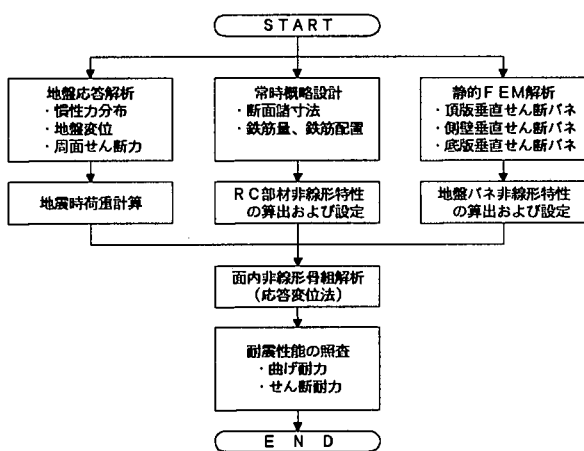 START
地盤応答解析
・慣性力分布
・地盤変位
・周面せん断力
常時概略設計
・断面諸寸法
・鉄筋量、鉄筋配置
静的FEM解析
・頂版垂直せん断バネ
・側壁垂直せん断バネ
・底版垂直せん断バネ
地震時荷重計算
RC部材非線形特性
の算出および設定
地盤バネ非線形特性
の算出および設定
面内非線形骨組解析
(応答変位法)
耐震性能の照査
・曲げ耐力
・せん断耐力
END